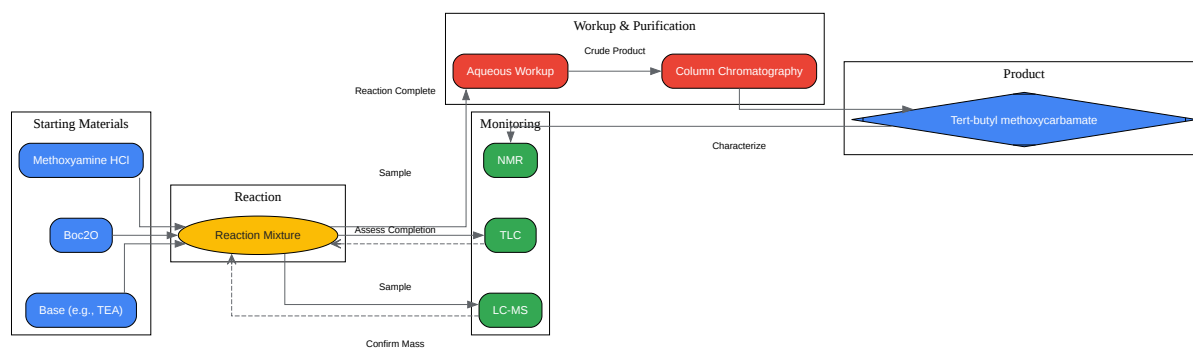 Workup & Purification
Aqueous Workup
Crude Product
Column Chromatography
Product
Tert-butyl methoxycarbamate
Reaction Complete
Characterize
Starting Materials
Methoxyamine HCl
Boc2O
Base (e.g., TEA)
Reaction
Reaction Mixture
Sample
Assess Completion
Sample
Confirm Mass
Monitoring
NMR
TLC
LC-MS